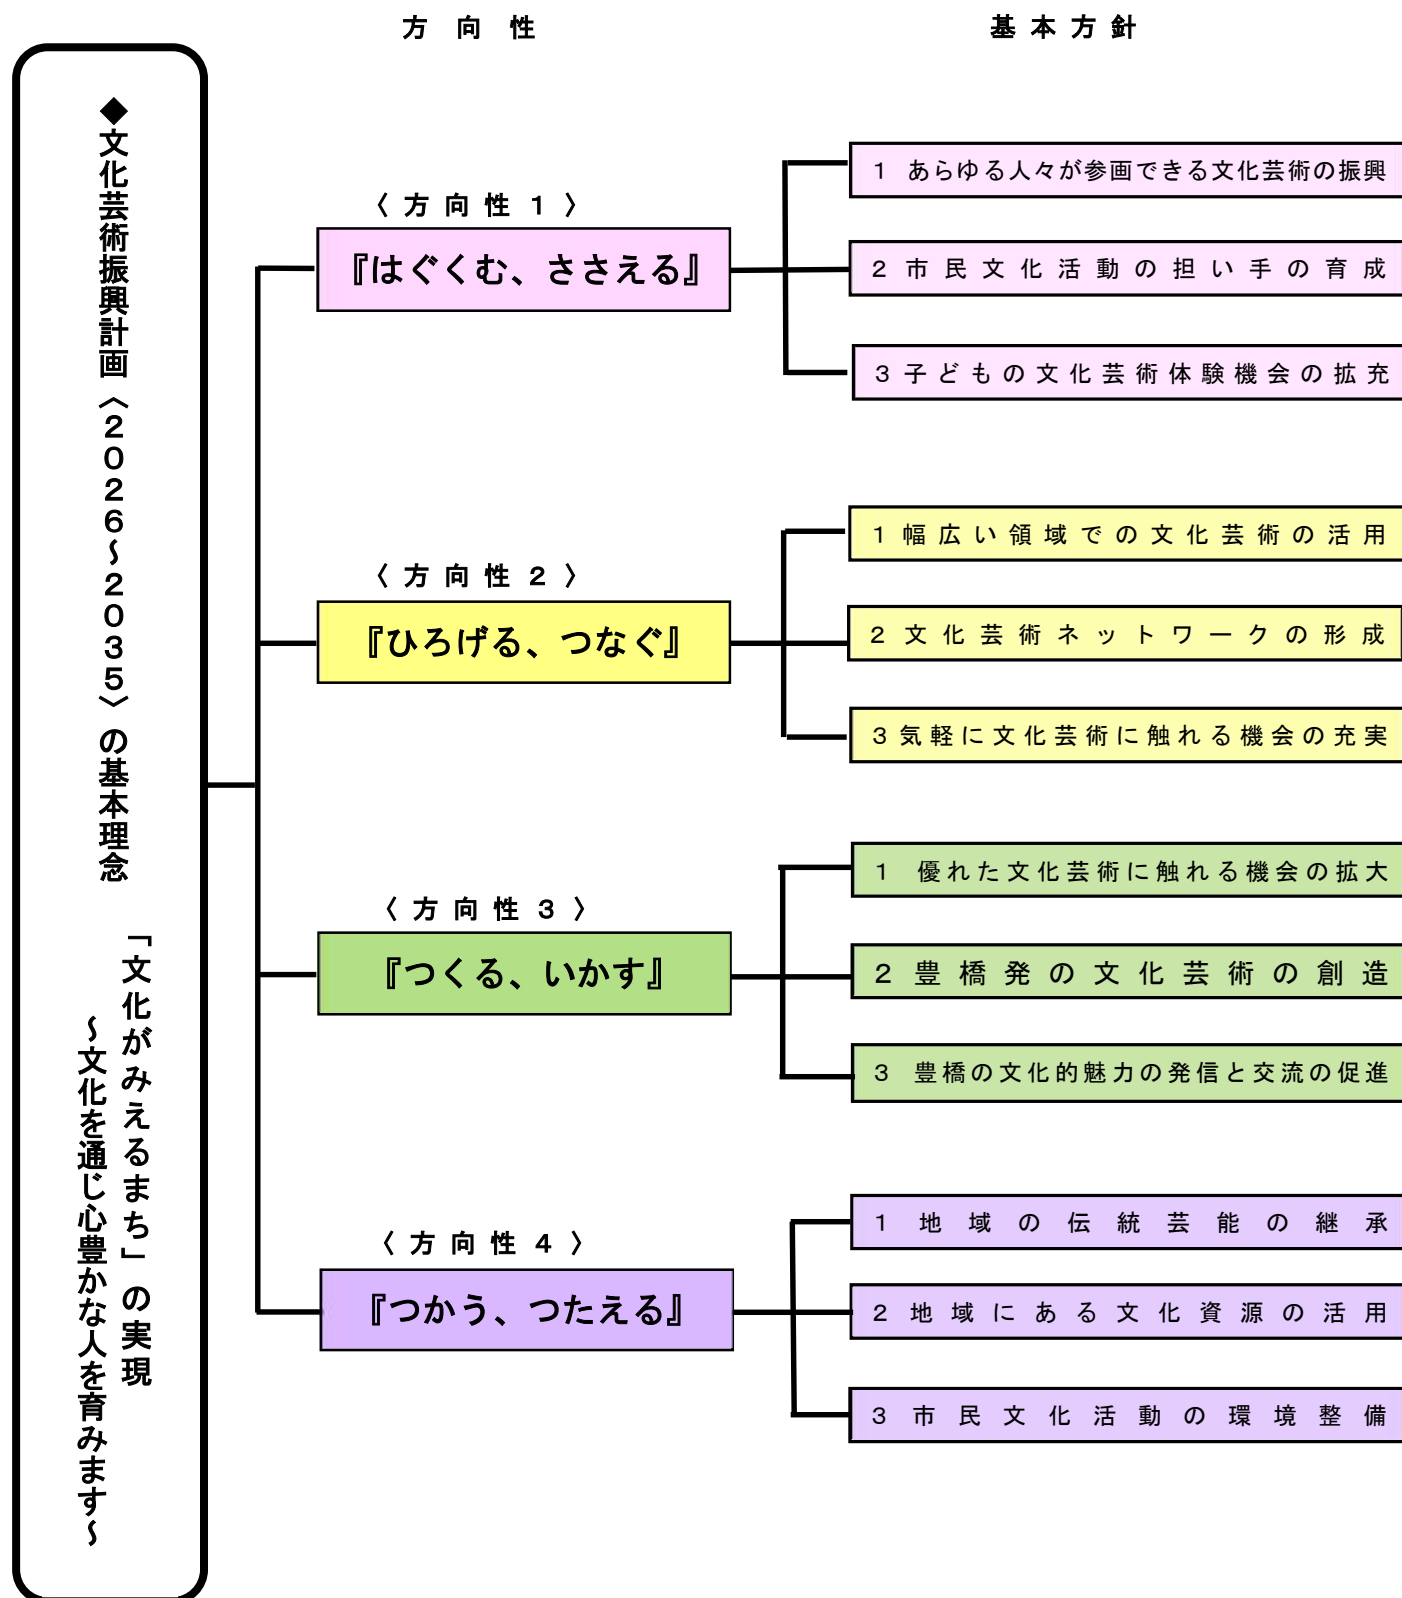 方向性
基本方針
◆文化芸術振興計画〈2026～2035〉の基本理念
「文化がみえるまち」の実現
～文化を通じ心豊かな人を育みます～
〈方向性1〉
『はぐくむ、ささえる』
1 あらゆる人々が参画できる文化芸術の振興
2 市民文化活動の担い手の育成
3 子どもの文化芸術体験機会の拡充
〈方向性2〉
『ひろげる、つなぐ』
1 幅広い領域での文化芸術の活用
2 文化芸術ネットワークの形成
3 気軽に文化芸術に触れる機会の充実
〈方向性3〉
『つくる、いかす』
1 優れた文化芸術に触れる機会の拡大
2 豊橋発の文化芸術の創造
3 豊橋の文化的魅力の発信と交流の促進
〈方向性4〉
『つかう、つたえる』
1 地域の伝統芸能の継承
2 地域にある文化資源の活用
3 市民文化活動の環境整備